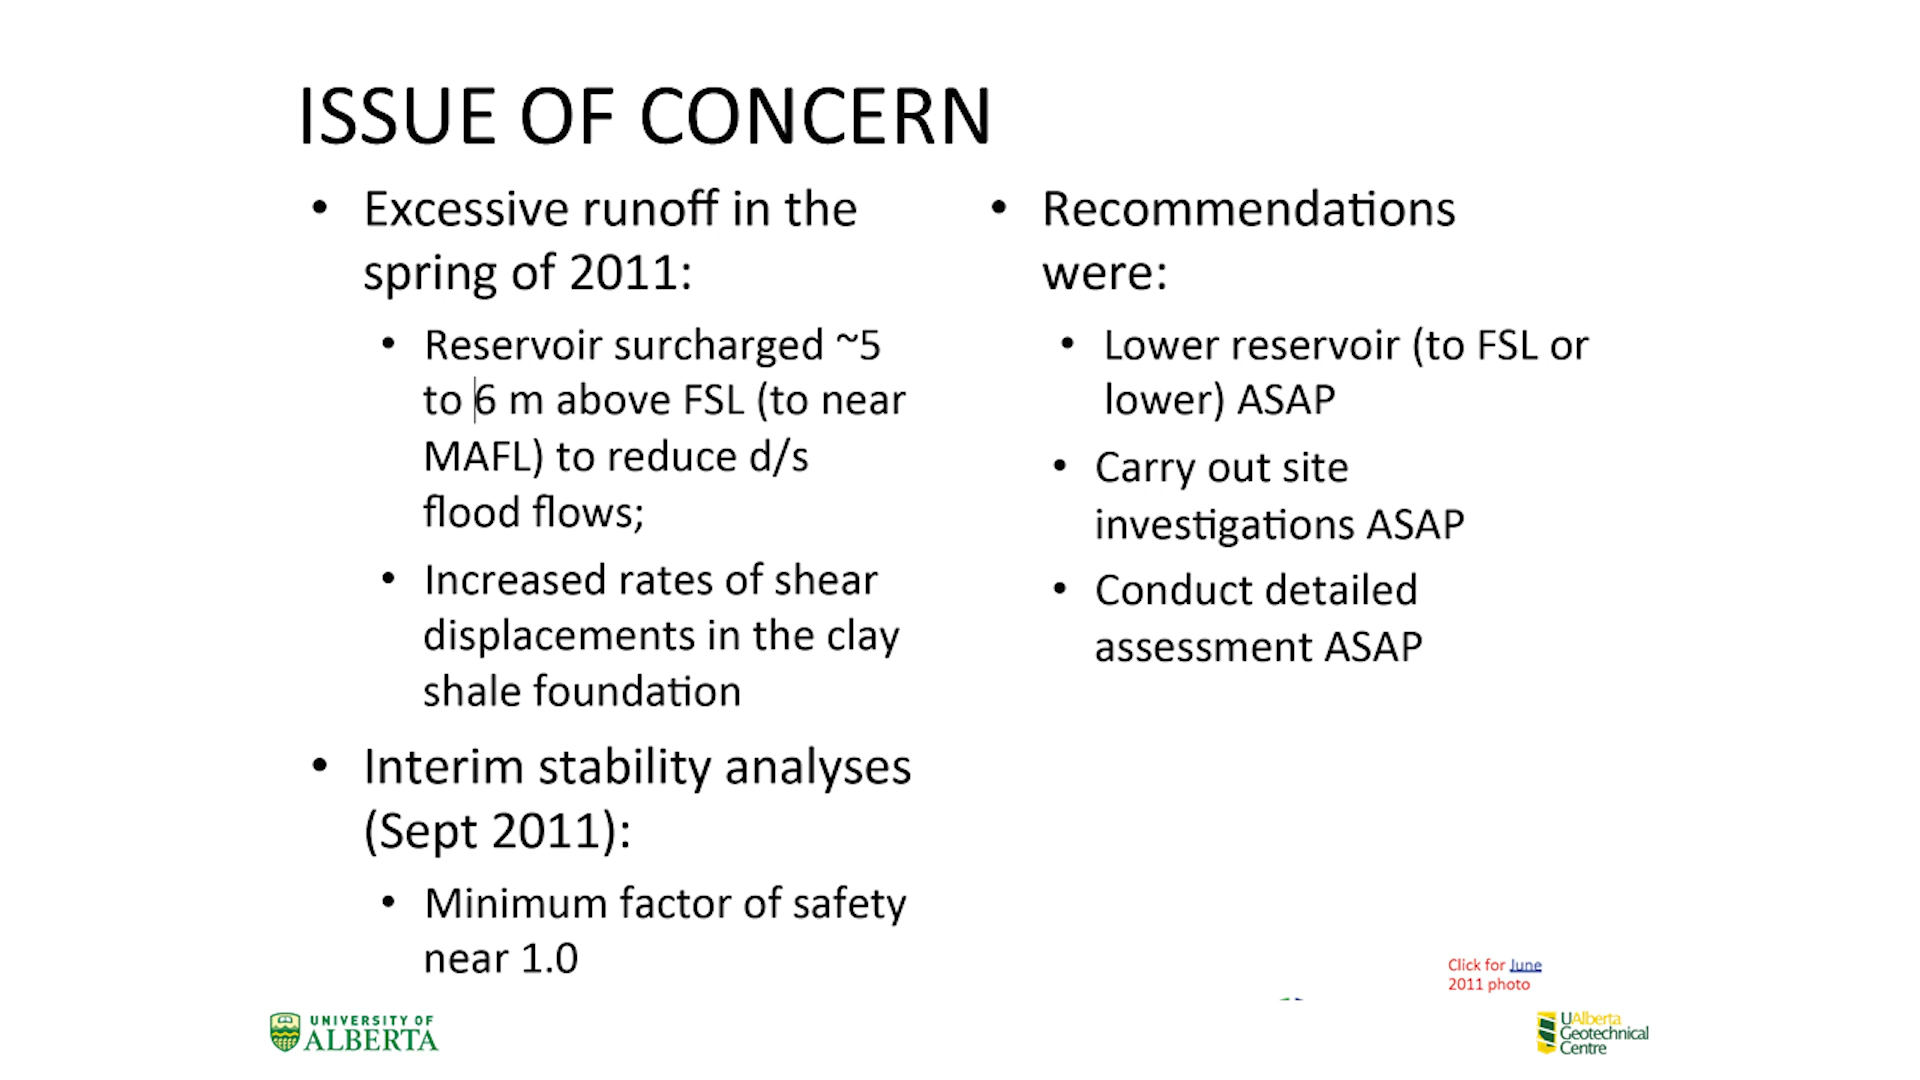 ISSUE OF CONCERN
• Excessive runoff in the
spring of 2011:
• Reservoir surcharged ~5
to 6 m above FSL (to near
MAFL) to reduce d/s
flood flows;
• Increased rates of shear
displacements in the clay
shale foundation
• Interim stability analyses
(Sept 2011):
• Minimum factor of safety
near 1.0
• Recommendations
were:
• Lower reservoir (to FSL or
lower) ASAP
• Carry out site
investigations ASAP
• Conduct detailed
assessment ASAP
Click for June
2011 photo
UNIVERSITY OF
ALBERTA
UAlberta
Geotechnical
Centre